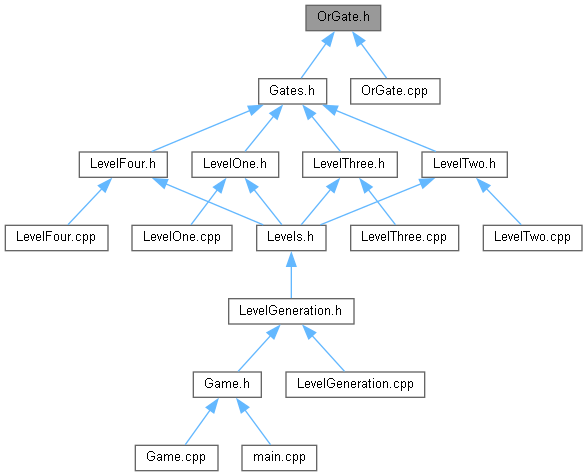 OrGate.h
Gates.h
OrGate.cpp
LevelFour.h
LevelOne.h
LevelThree.h
LevelTwo.h
LevelFour.cpp
LevelOne.cpp
Levels.h
LevelThree.cpp
LevelTwo.cpp
LevelGeneration.h
Game.h
LevelGeneration.cpp
Game.cpp
main.cpp